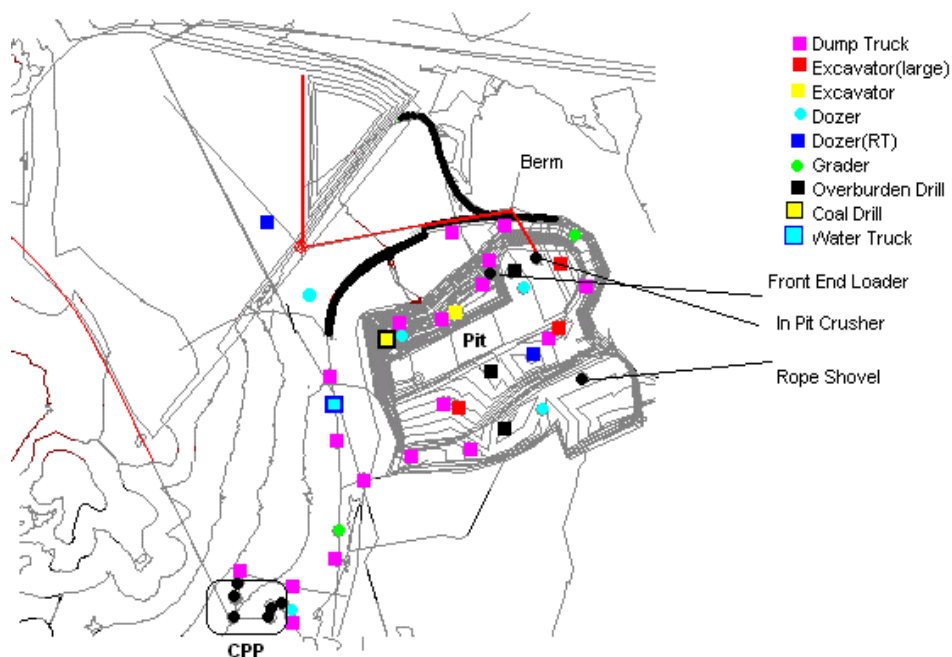 Dump Truck
Excavator(large)
Excavator
Dozer
Dozer(RT)
Grader
Overburden Drill
Coal Drill
Water Truck
Berm
Front End Loader
In Pit Crusher
Pit
Rope Shovel
CPP